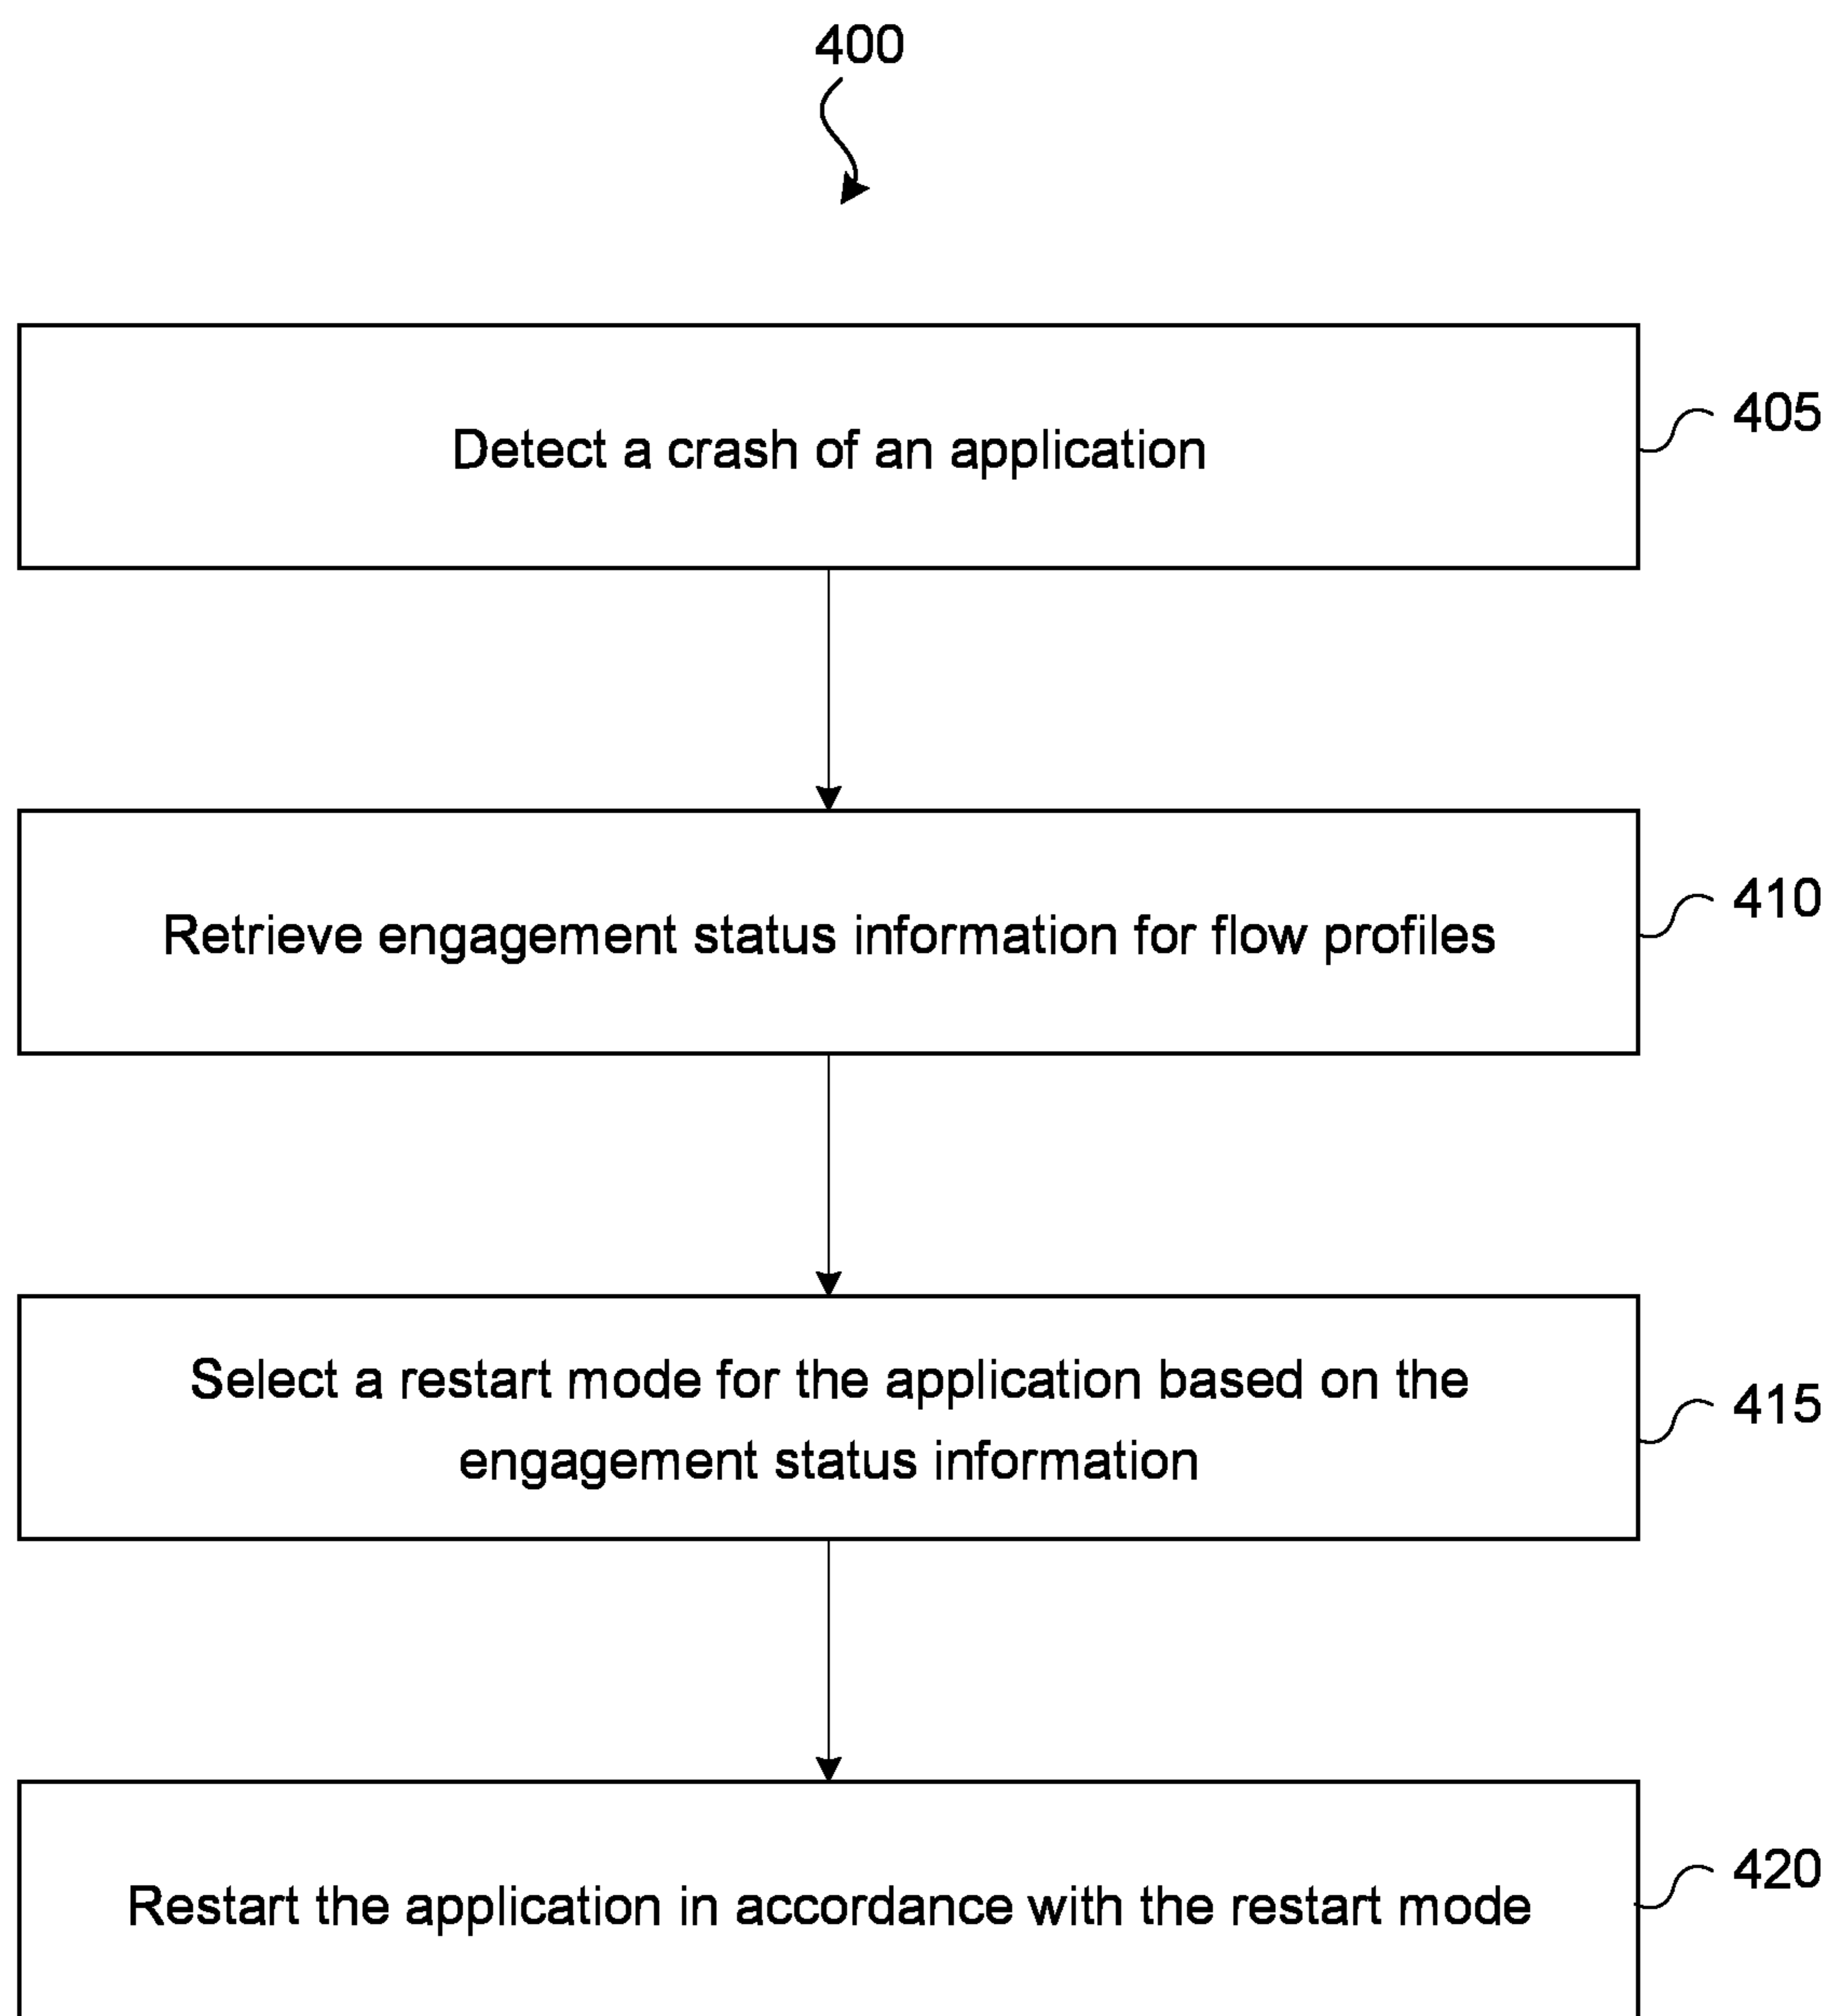 400
Detect a crash of an application
405
Retrieve engagement status information for flow profiles
410
Select a restart mode for the application based on the
engagement status information
415
Restart the application in accordance with the restart mode
420